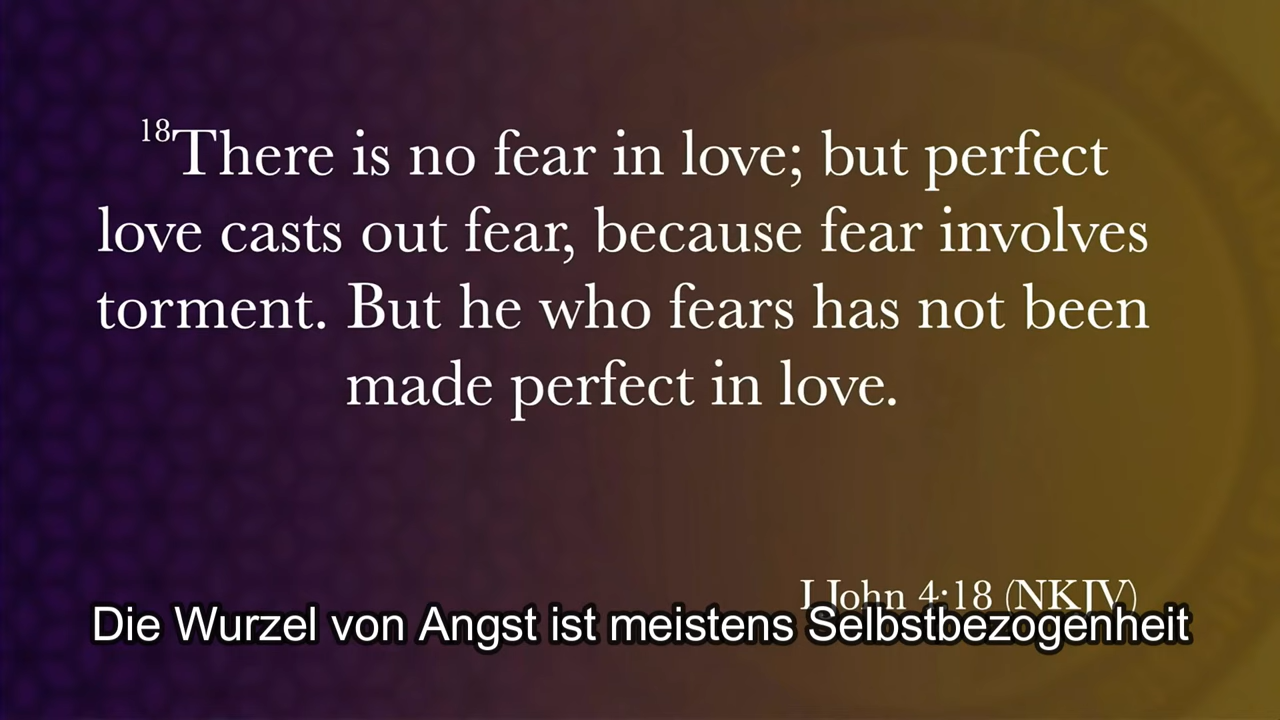 18There is no fear in love; but perfect
love casts out fear, because fear involves
torment. But he who fears has not been
made perfect in love.
I John 4:18 (NKJV)
Die Wurzel von Angst ist meistens Selbstbezogenheit